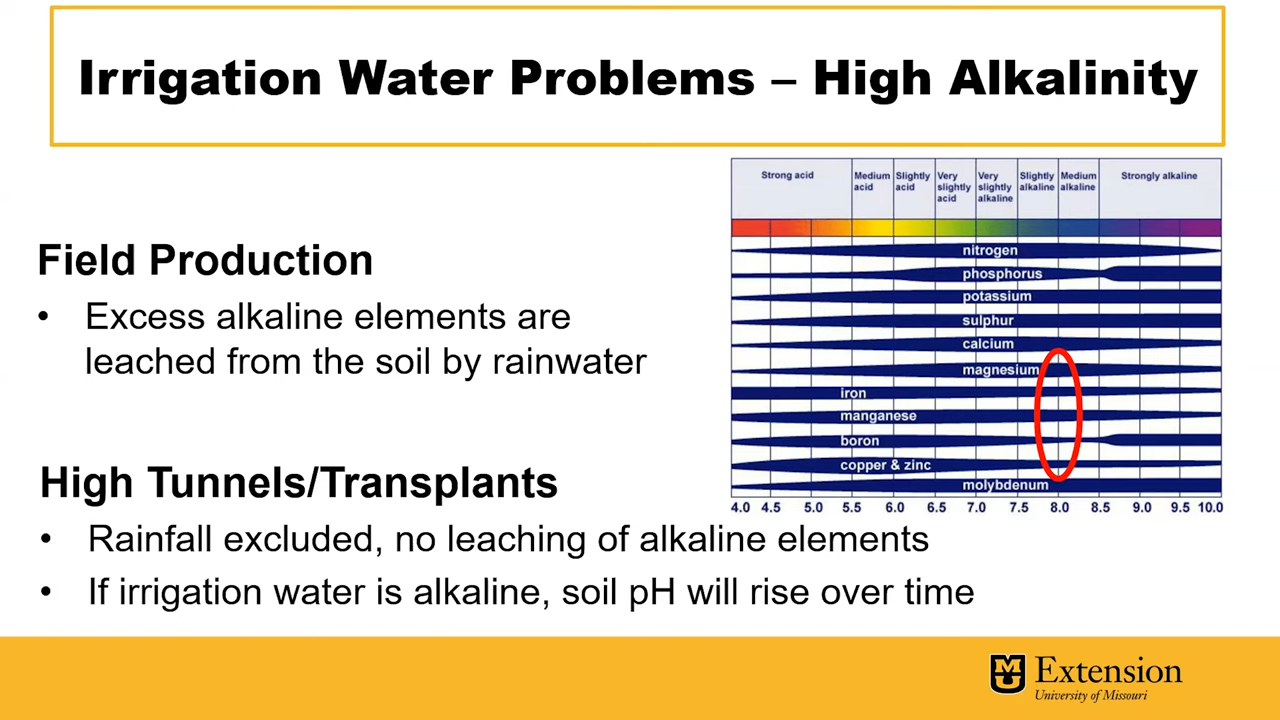 Irrigation Water Problems – High Alkalinity
Field Production
• Excess alkaline elements are
leached from the soil by rainwater
High Tunnels/Transplants
• Rainfall excluded, no leaching of alkaline elements
• If irrigation water is alkaline, soil pH will rise over time
Strong acid
Medium acid
Slightly acid
Very slightly acid
Very slightly alkaline
Slightly alkaline
Medium alkaline
Strongly alkaline
nitrogen
phosphorus
potassium
sulphur
calcium
magnesium
iron
manganese
boron
copper & zinc
molybdenum
4.0 4.5 5.0 5.5 6.0 6.5 7.0 7.5 8.0 8.5 9.0 9.5 10.0
MU
Extension
University of Missouri